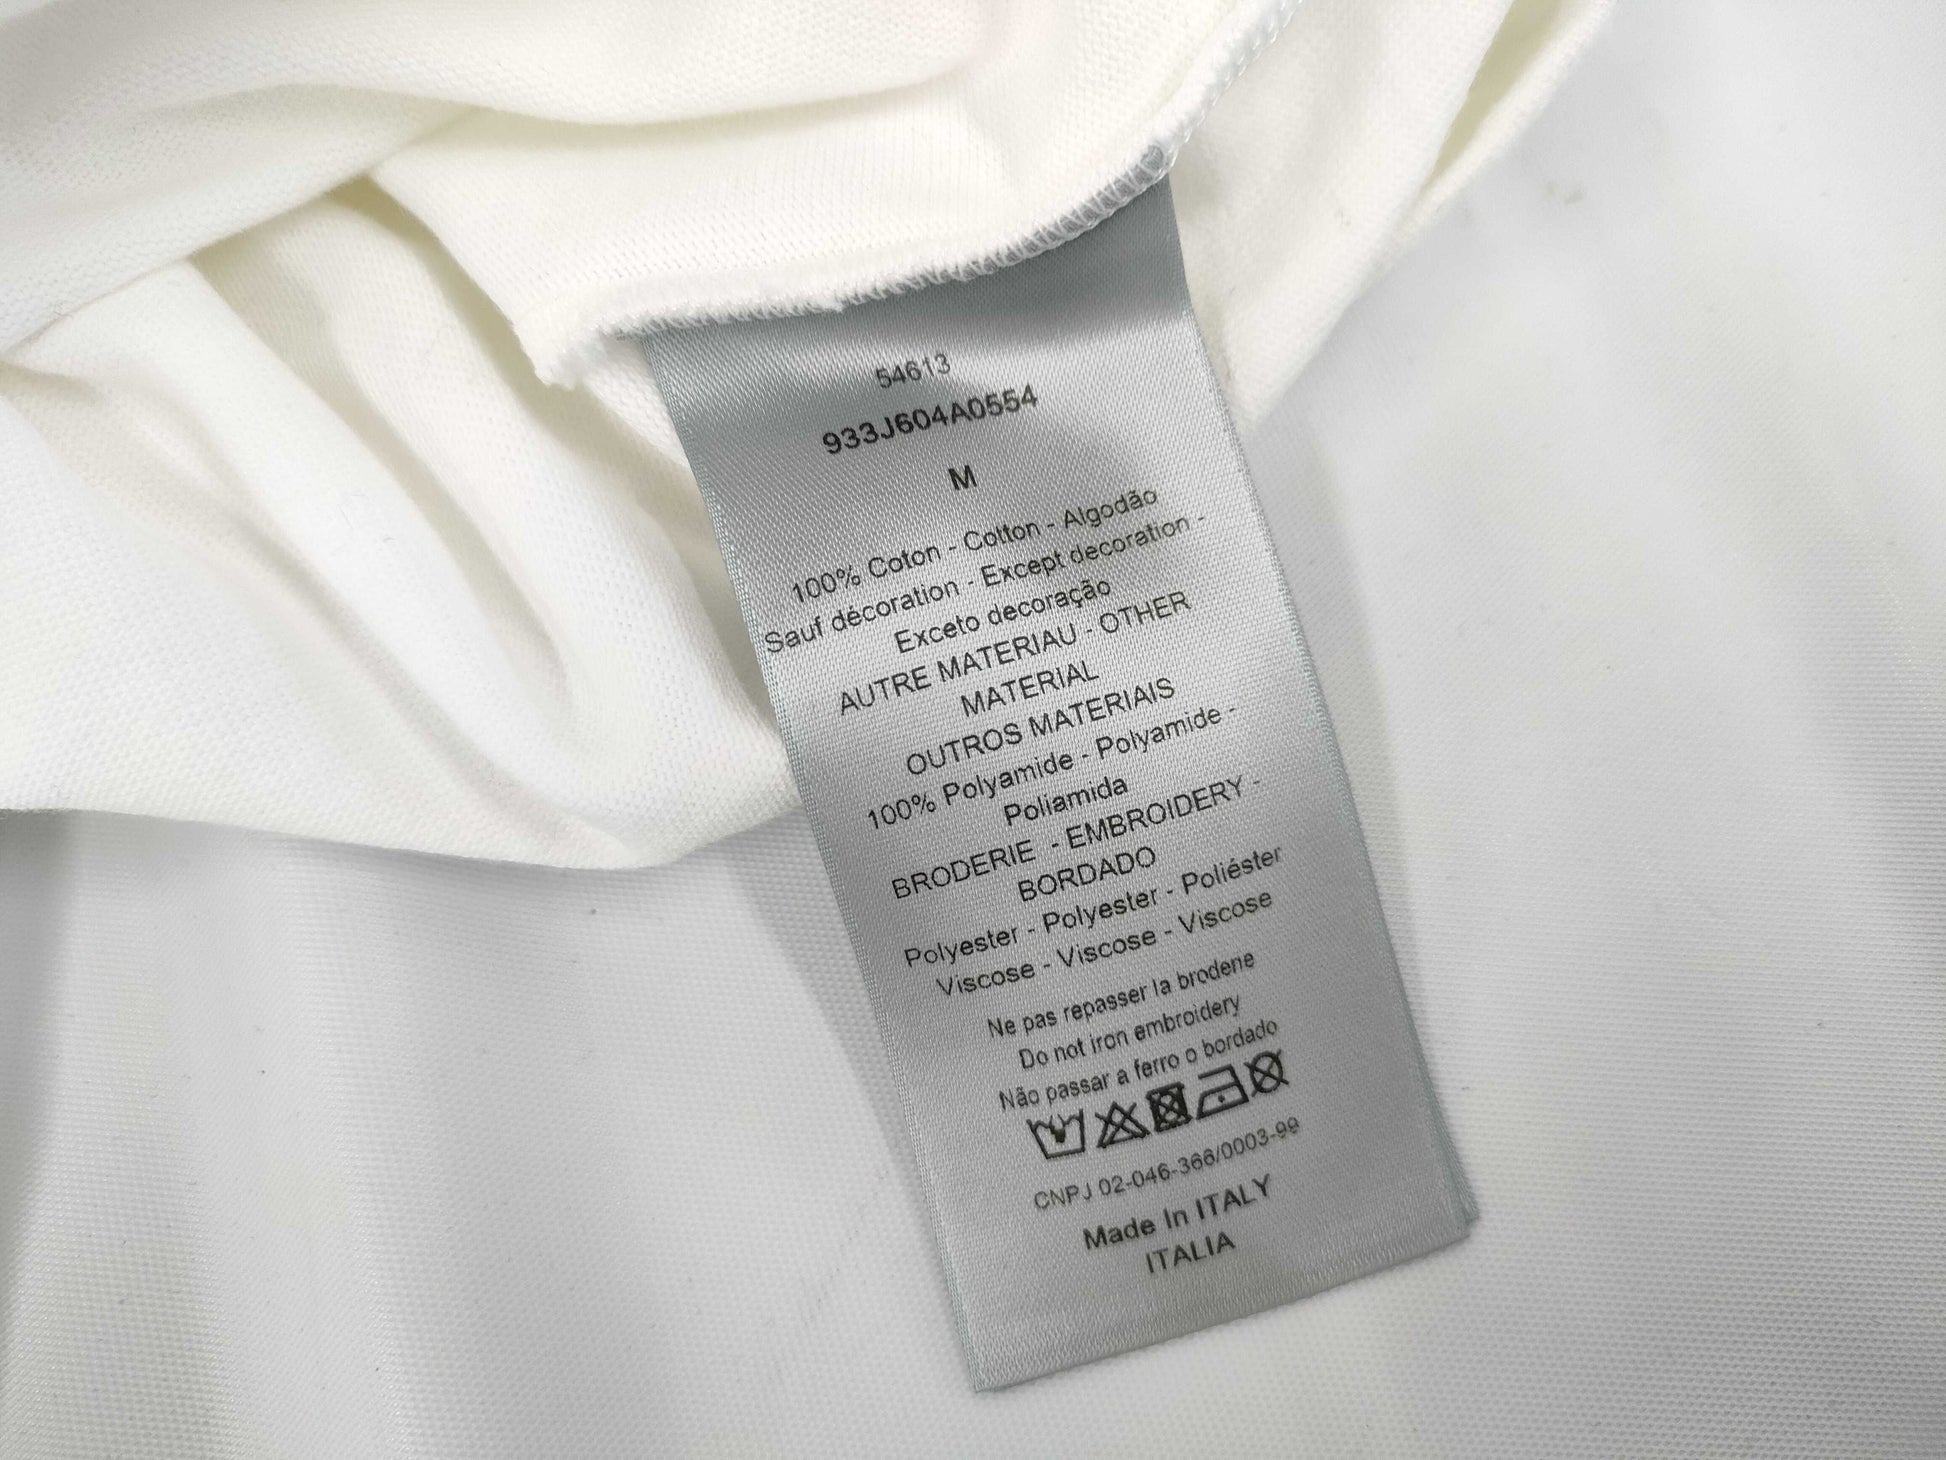 54613
933J604A0554
M
100% Coton - Cotton - Algodão
Sauf décoration - Except decoration -
Exceto decoração
AUTRE MATERIAU - OTHER
MATERIAL
OUTROS MATERIAIS
100% Polyamide - Polyamide -
Poliamida
BRODERIE - EMBROIDERY -
BORDADO
Polyester - Polyester - Poliéster
Viscose - Viscose - Viscose
Ne pas repasser la broderie
Do not iron embroidery
Não passar a ferro o bordado
CNPJ 02-046-366/0003-99
Made In ITALY
ITALIA